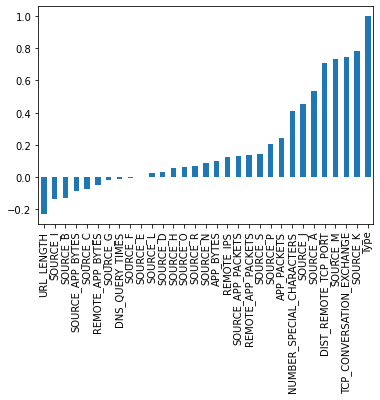 1.0
0.8
0.6
0.4
0.2
0.0
−0.2
URL_LENGTH
SOURCE_I
SOURCE_B
SOURCE_APP_BYTES
SOURCE_C
REMOTE_APP_BYTES
SOURCE_G
DNS_QUERY_TIMES
SOURCE_F
SOURCE_E
SOURCE_L
SOURCE_D
SOURCE_H
SOURCE_O
SOURCE_R
SOURCE_N
APP_BYTES
REMOTE_IPS
SOURCE_APP_PACKETS
REMOTE_APP_PACKETS
SOURCE_S
SOURCE_P
APP_PACKETS
NUMBER_SPECIAL_CHARACTERS
SOURCE_J
SOURCE_A
DIST_REMOTE_TCP_PORT
SOURCE_M
TCP_CONVERSATION_EXCHANGE
SOURCE_K
Type